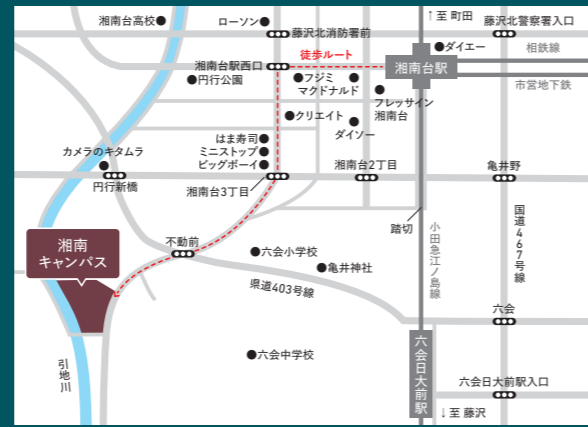 ↑至 町田
湘南台高校
ローソン
藤沢北消防署前
藤沢北警察署入口
徒歩ルート
ダイエー
相鉄線
湘南台駅西口
湘南台駅
円行公園
フジミ
マクドナルド
市営地下鉄
フレッサイン
湘南台
クリエイト
ダイソー
はま寿司
ミニストップ
ビッグボーイ
カメラのキタムラ
円行新橋
湘南台2丁目
亀井野
湘南台3丁目
踏切
小田急江ノ島線
国道467号線
湘南
キャンパス
不動前
六会小学校
亀井神社
県道403号線
六会
引地川
六会中学校
六会日大前駅
六会日大前駅入口
↓至 藤沢